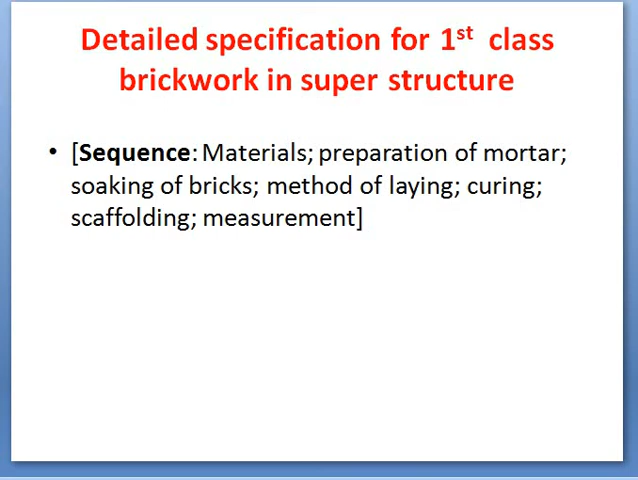 Detailed specification for 1st class
brickwork in super structure
• [Sequence: Materials; preparation of mortar;
soaking of bricks; method of laying; curing;
scaffolding; measurement]